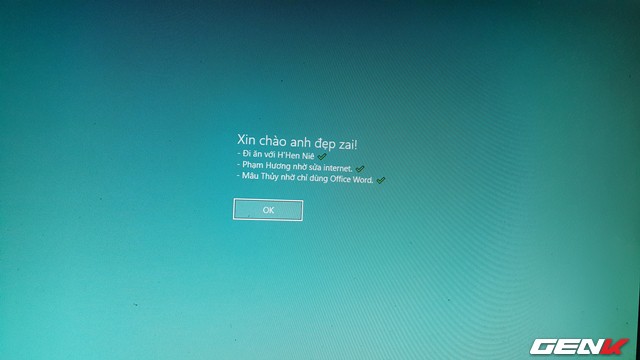 Xin chào anh đẹp zai!
- Đi ăn với H'Hen Niê ✓
- Phạm Hương nhờ sửa internet. ✓
- Mâu Thủy nhờ chỉ dùng Office Word. ✓
OK
GENK